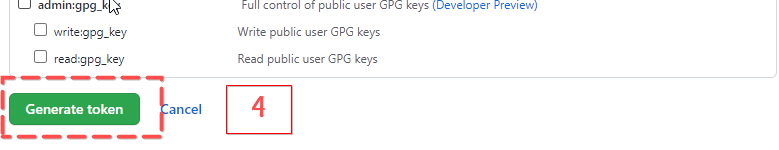 admin:gpg_key Full control of public user GPG keys (Developer Preview)
write:gpg_key Write public user GPG keys
read:gpg_key Read public user GPG keys
Generate token Cancel 4